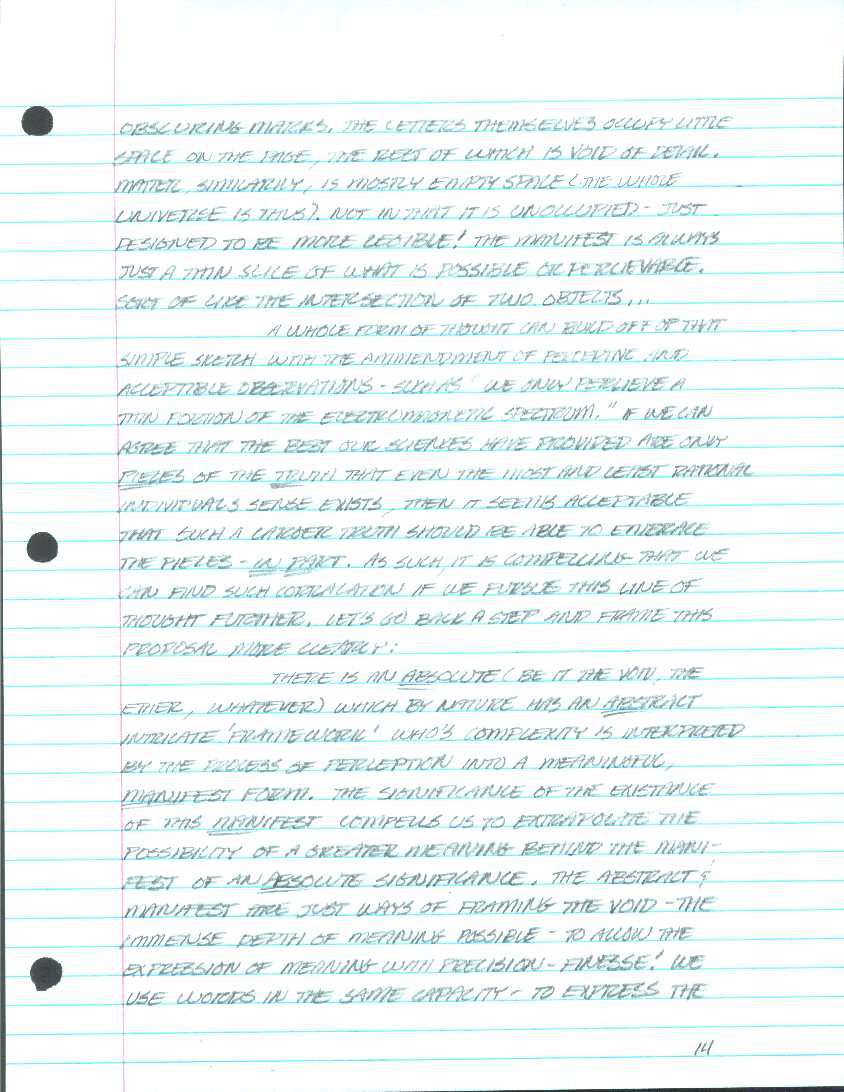 OBSCURING MARKS. THE LETTERS THEMSELVES OCCUPY LITTLE
SPACE ON THE PAGE, THE REST OF WHICH IS VOID OF DETAIL.
MATTER, SIMILARILY, IS MOSTLY EMPTY SPACE (THE WHOLE
UNIVERSE IS THUS). NOT IN THAT IT IS UNOCCUPIED - JUST
DESIGNED TO BE MORE LEGIBLE! THE MANIFEST IS ALWAYS
JUST A THIN SLICE OF WHAT IS POSSIBLE OR PERCIEVABLE.
SORT OF LIKE THE INTERSECTION OF TWO OBJECTS...
A WHOLE FORM OF THOUGHT CAN BUILD OFF OF THAT
SIMPLE SKETCH WITH THE AMMENDMENT OF PERCEPTIVE AND
ACCEPTIBLE OBSERVATIONS - SUCH AS "WE ONLY PERCIEVE A
THIN PORTION OF THE ELECTROMAGNETIC SPECTRUM." IF WE CAN
AGREE THAT THE BEST OUR SCIENCES HAVE PROVIDED ARE ONLY
PIECES OF THE TRUTH THAT EVEN THE MOST AND LEAST RATIONAL
INDIVIDUALS SENSE EXISTS, THEN IT SEEMS ACCEPTABLE
THAT SUCH A LARGER TRUTH SHOULD BE ABLE TO EMBRACE
THE PIECES - IN PART. AS SUCH, IT IS COMPELLING THAT WE
CAN FIND SUCH CORRALATION IF WE PURSUE THIS LINE OF
THOUGHT FURTHER. LET'S GO BACK A STEP AND FRAME THIS
PROPOSAL MORE CLEARLY:
THERE IS AN ABSOLUTE (BE IT THE VOID, THE
ETHER, WHATEVER) WHICH BY NATURE HAS AN ABSTRACT
INTRICATE 'FRAMEWORK' WHO'S COMPLEXITY IS INTERPRETED
BY THE PROCESS OF PERCEPTION INTO A MEANINGFUL,
MANIFEST FORM. THE SIGNIFICANCE OF THE EXISTANCE
OF THIS MANIFEST COMPELLS US TO EXTRAPOLATE THE
POSSIBILITY OF A GREATER MEANING BEHIND THE MANI-
FEST OF AN ABSOLUTE SIGNIFICANCE. THE ABSTRACT &
MANIFEST ARE JUST WAYS OF FRAMING THE VOID - THE
IMMENSE DEPTH OF MEANING POSSIBLE - TO ALLOW THE
EXPRESSION OF MEANING WITH PRECISION - FINESSE! WE
USE WORDS IN THE SAME CAPACITY - TO EXPRESS THE
14